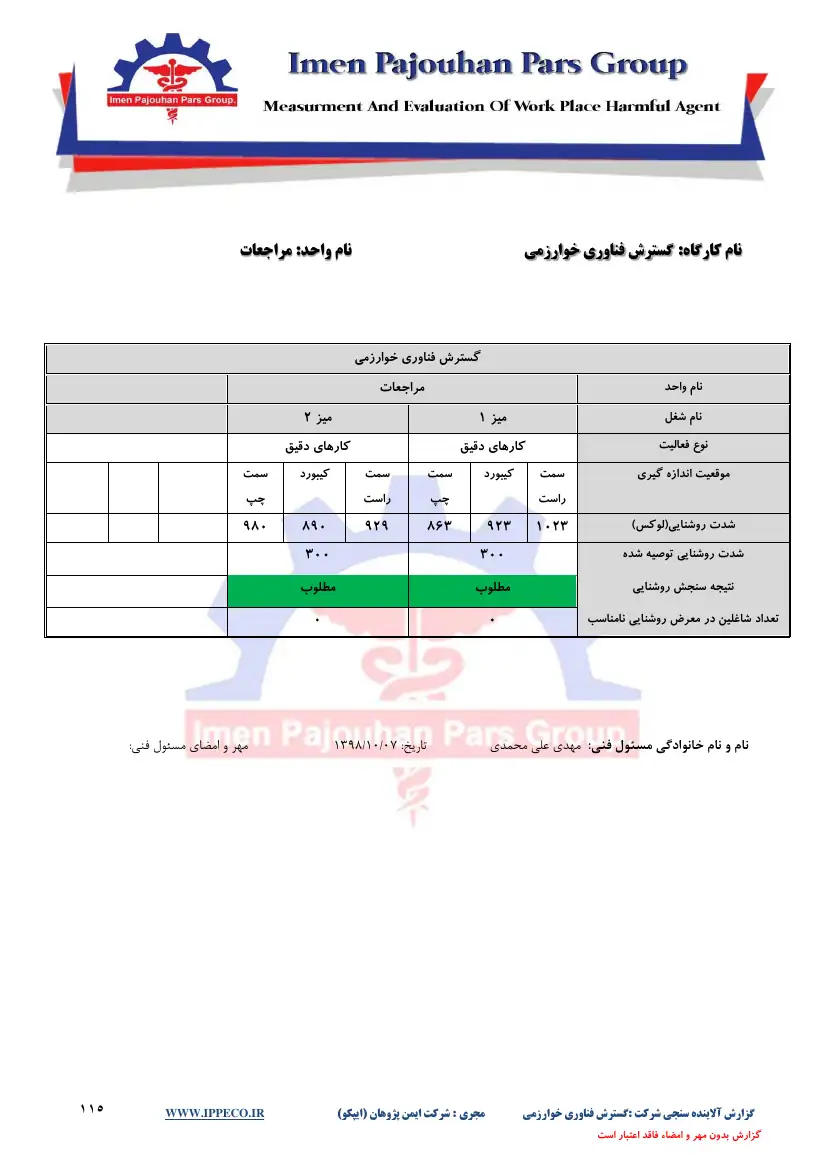 Imen Pajouhan Pars Group
Imen Pajouhan Pars Group.
Measurment And Evaluation Of Work Place Harmful Agent
نام کارگاه: گسترش فناوری خوارزمی نام واحد: مراجعات
گسترش فناوری خوارزمی
نام واحد مراجعات
نام شغل میز ۱ میز ۲
نوع فعالیت کارهای دقیق کارهای دقیق
موقعیت اندازه گیری سمت راست کیبورد سمت چپ سمت راست کیبورد سمت چپ
شدت روشنایی(لوکس) ۱۰۲۳ ۹۲۳ ۸۶۳ ۹۲۹ ۸۹۰ ۹۸۰
شدت روشنایی توصیه شده ۳۰۰ ۳۰۰
نتیجه سنجش روشنایی مطلوب مطلوب
تعداد شاغلین در معرض روشنایی نامناسب ۰ ۰
Imen Pajouhan Pars Group.
نام و نام خانوادگی مسئول فنی: مهدی علی محمدی تاریخ: ۱۳۹۸/۱۰/۰۷ مهر و امضای مسئول فنی:
گزارش آلاینده سنجی شرکت :گسترش فناوری خوارزمی مجری : شرکت ایمن پژوهان (ایپکو) WWW.IPPECO.IR ۱۱۵
گزارش بدون مهر و امضاء فاقد اعتبار است